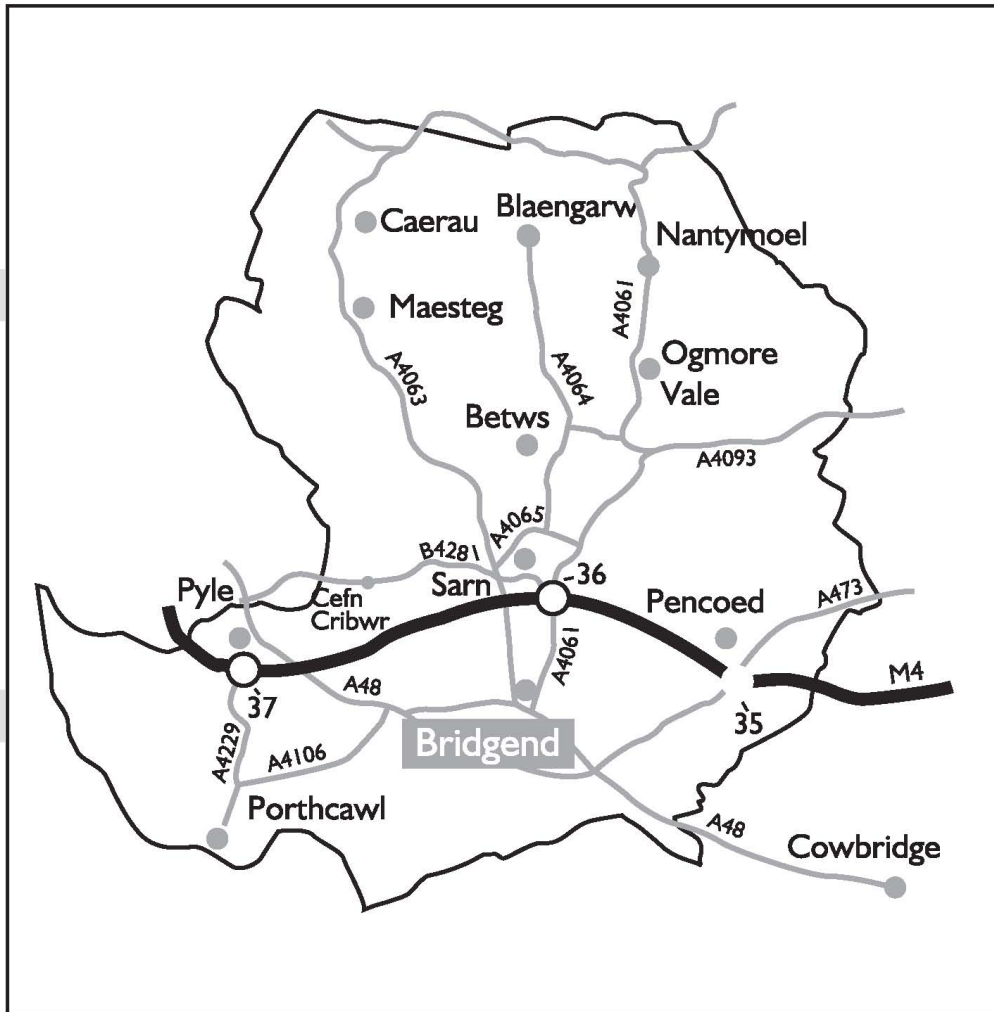 Blaengarw
Caerau
Nantymoel
Maesteg
A4061
Ogmore
Vale
A4063
A4064
Betws
A4093
A4065
B4281
-36
Pyle
Sarn
Cefn
Cribwr
Pencoed
A473
A4061
M4
A48
37
35
Bridgend
A4229
A4106
Porthcawl
A48
Cowbridge